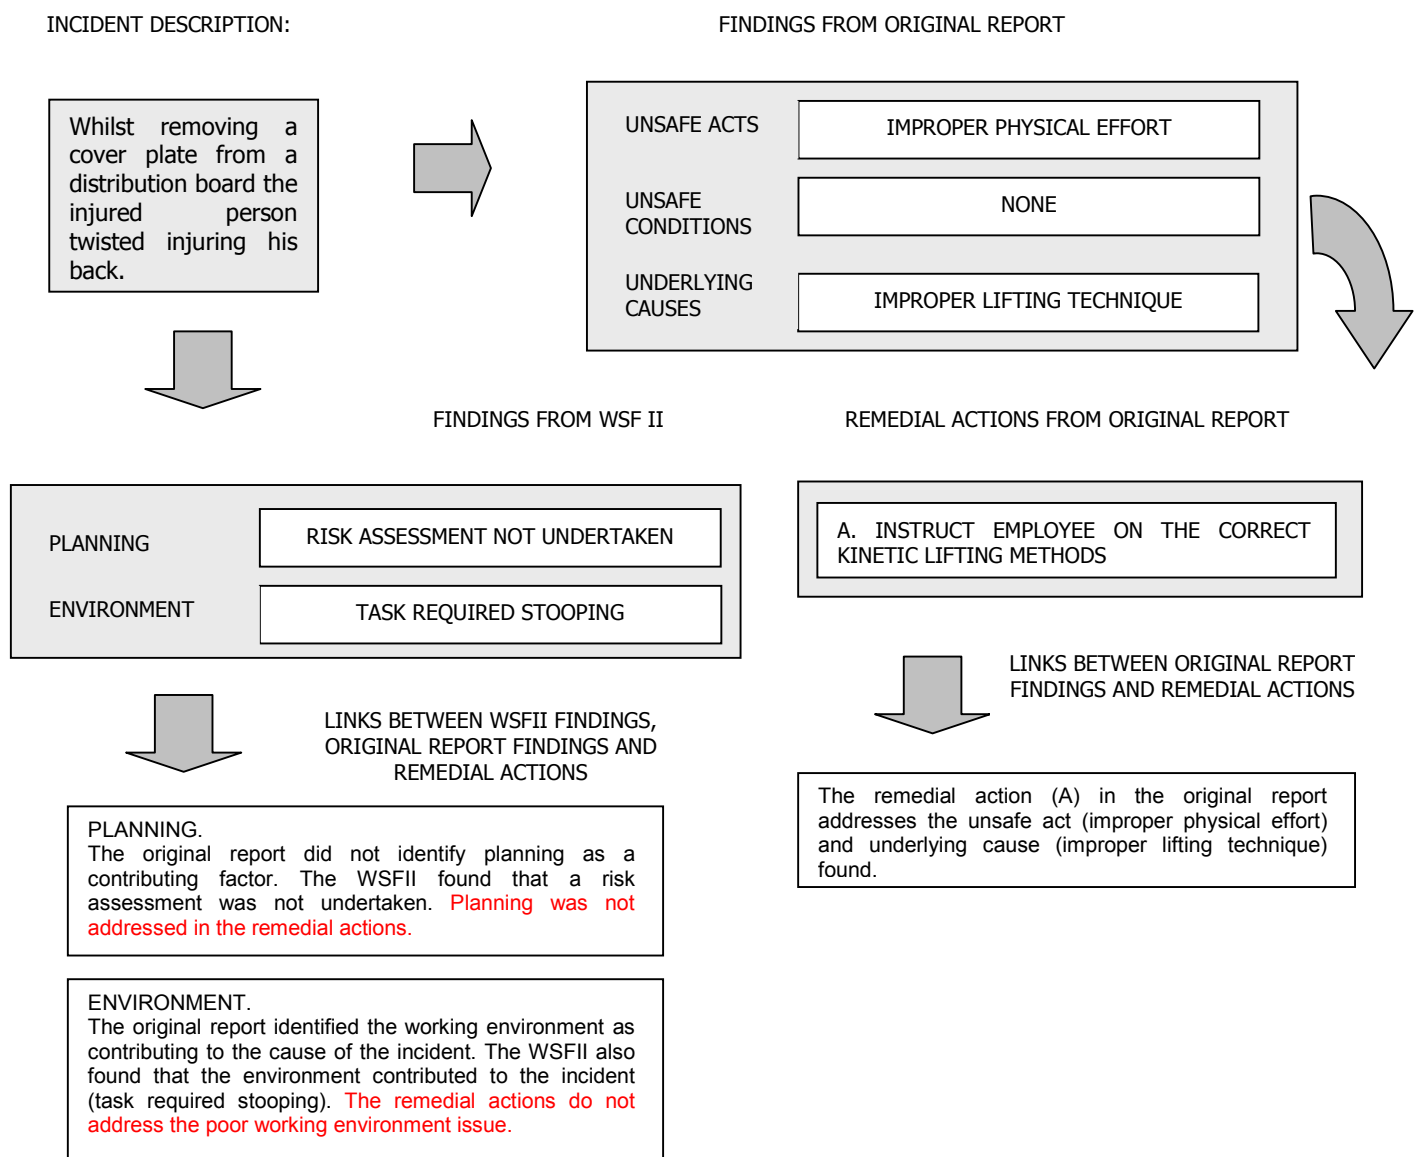 INCIDENT DESCRIPTION:
FINDINGS FROM ORIGINAL REPORT
Whilst removing a
cover plate from a
distribution board the
injured person
twisted injuring his
back.
UNSAFE ACTS
IMPROPER PHYSICAL EFFORT
UNSAFE
CONDITIONS
NONE
UNDERLYING
CAUSES
IMPROPER LIFTING TECHNIQUE
FINDINGS FROM WSF II
REMEDIAL ACTIONS FROM ORIGINAL REPORT
PLANNING
RISK ASSESSMENT NOT UNDERTAKEN
ENVIRONMENT
TASK REQUIRED STOOPING
A. INSTRUCT EMPLOYEE ON THE CORRECT
KINETIC LIFTING METHODS
LINKS BETWEEN ORIGINAL REPORT
FINDINGS AND REMEDIAL ACTIONS
LINKS BETWEEN WSFII FINDINGS,
ORIGINAL REPORT FINDINGS AND
REMEDIAL ACTIONS
The remedial action (A) in the original report
addresses the unsafe act (improper physical effort)
and underlying cause (improper lifting technique)
found.
PLANNING.
The original report did not identify planning as a
contributing factor. The WSFII found that a risk
assessment was not undertaken. Planning was not
addressed in the remedial actions.
ENVIRONMENT.
The original report identified the working environment as
contributing to the cause of the incident. The WSFII also
found that the environment contributed to the incident
(task required stooping). The remedial actions do not
address the poor working environment issue.